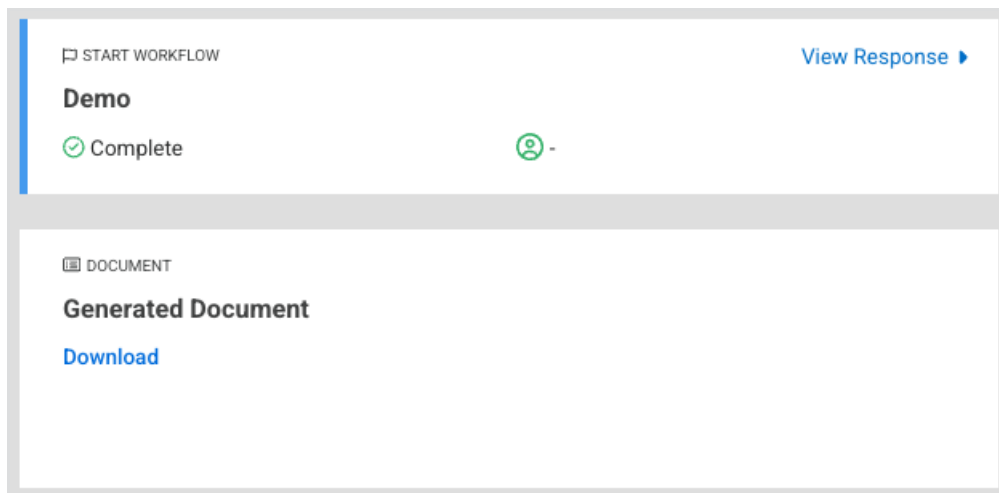 START WORKFLOW
View Response
Demo
Complete
-
DOCUMENT
Generated Document
Download